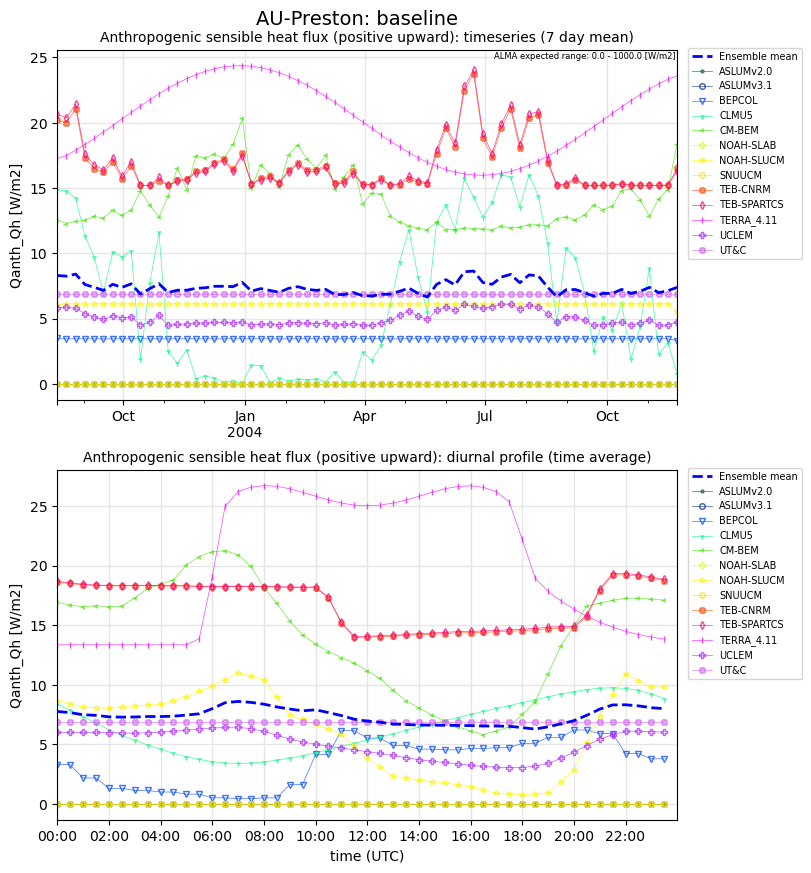 AU-Preston: baseline
Anthropogenic sensible heat flux (positive upward): timeseries (7 day mean)
ALMA expected range: 0.0 - 1000.0 [W/m2]
Qanth_Qh [W/m2]
25
20
15
10
5
0
Oct
Jan
2004
Apr
Jul
Oct
Ensemble mean
ASLUMv2.0
ASLUMv3.1
BEPCOL
CLMU5
CM-BEM
NOAH-SLAB
NOAH-SLUCM
SNUUCM
TEB-CNRM
TEB-SPARTCS
TERRA_4.11
UCLEM
UT&C
Anthropogenic sensible heat flux (positive upward): diurnal profile (time average)
Qanth_Qh [W/m2]
25
20
15
10
5
0
00:00
02:00
04:00
06:00
08:00
10:00
12:00
14:00
16:00
18:00
20:00
22:00
time (UTC)
Ensemble mean
ASLUMv2.0
ASLUMv3.1
BEPCOL
CLMU5
CM-BEM
NOAH-SLAB
NOAH-SLUCM
SNUUCM
TEB-CNRM
TEB-SPARTCS
TERRA_4.11
UCLEM
UT&C